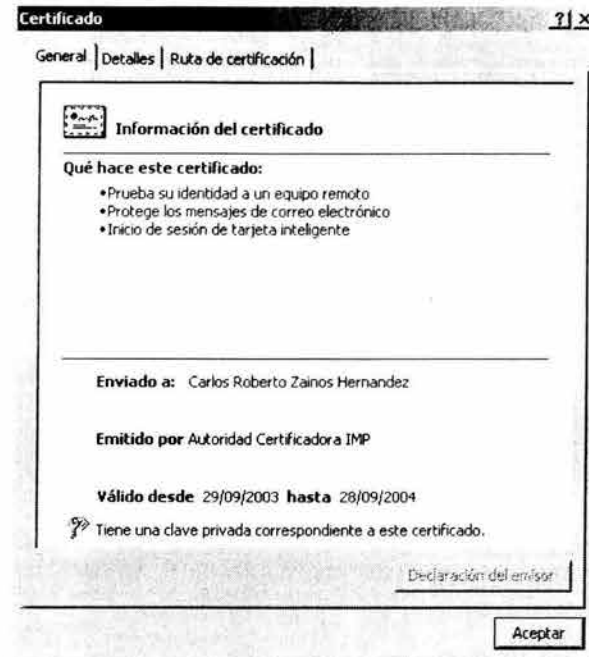 Certificado
General Detalles Ruta de certificación
Información del certificado
Qué hace este certificado:
•Prueba su identidad a un equipo remoto
•Protege los mensajes de correo electrónico
•Inicio de sesión de tarjeta inteligente
Enviado a: Carlos Roberto Zainos Hernandez
Emitido por Autoridad Certificadora IMP
Válido desde 29/09/2003 hasta 28/09/2004
Tiene una clave privada correspondiente a este certificado.
Declaración del emisor
Aceptar